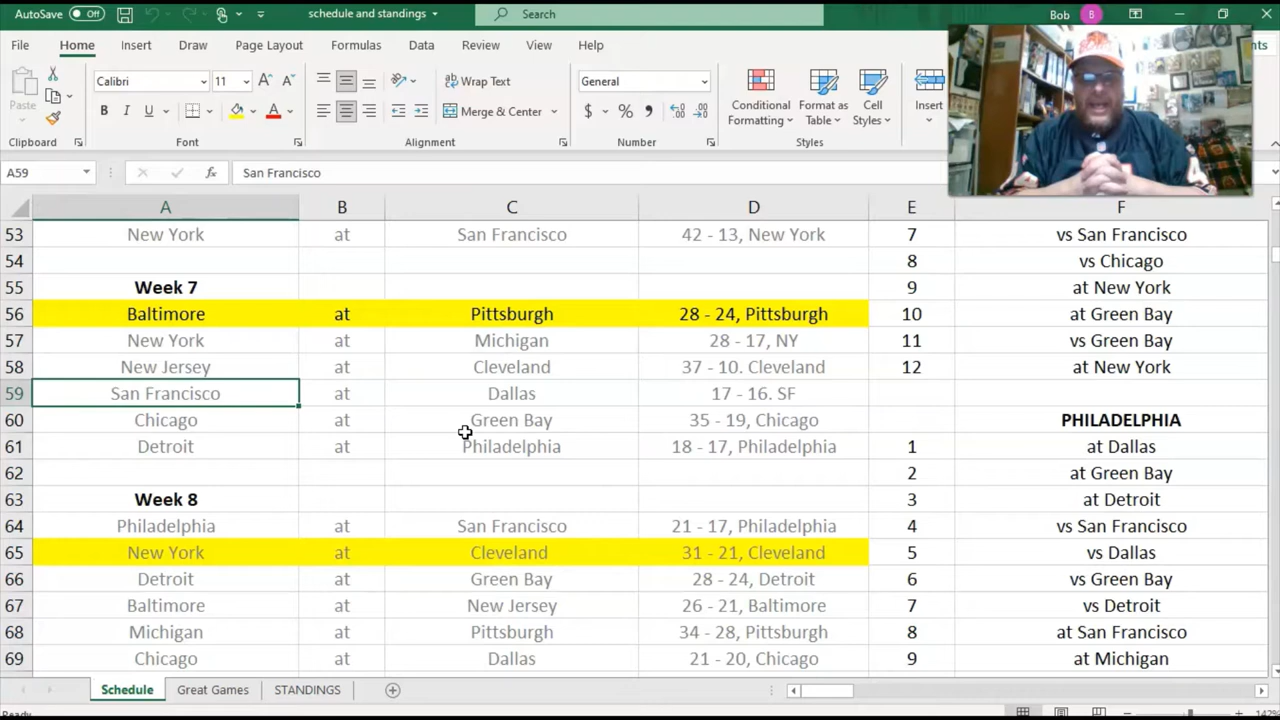 AutoSave Off schedule and standings Search Bob B
File Home Insert Draw Page Layout Formulas Data Review View Help
Paste Calibri 11 Wrap Text General Conditional Formatting Format as Table Cell Styles Insert
B I U Merge & Center $ %
Clipboard Font Alignment Number Styles
A59 fx San Francisco
A B C D E F
53 New York at San Francisco 42 - 13, New York 7 vs San Francisco
54 8 vs Chicago
55 Week 7 9 at New York
56 Baltimore at Pittsburgh 28 - 24, Pittsburgh 10 at Green Bay
57 New York at Michigan 28 - 17, NY 11 vs Green Bay
58 New Jersey at Cleveland 37 - 10. Cleveland 12 at New York
59 San Francisco at Dallas 17 - 16. SF
60 Chicago at Green Bay 35 - 19, Chicago PHILADELPHIA
61 Detroit at Philadelphia 18 - 17, Philadelphia 1 at Dallas
62 2 at Green Bay
63 Week 8 3 at Detroit
64 Philadelphia at San Francisco 21 - 17, Philadelphia 4 vs San Francisco
65 New York at Cleveland 31 - 21, Cleveland 5 vs Dallas
66 Detroit at Green Bay 28 - 24, Detroit 6 vs Green Bay
67 Baltimore at New Jersey 26 - 21, Baltimore 7 vs Detroit
68 Michigan at Pittsburgh 34 - 28, Pittsburgh 8 at San Francisco
69 Chicago at Dallas 21 - 20, Chicago 9 at Michigan
Schedule Great Games STANDINGS
Ready 142%